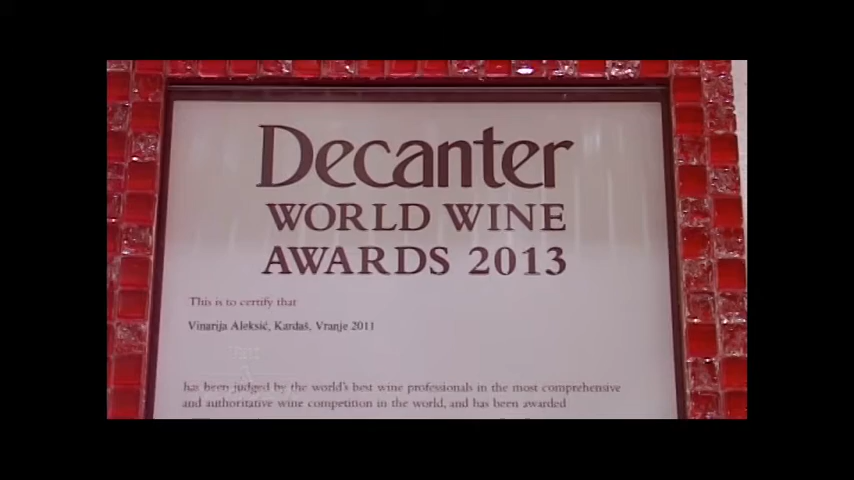 Decanter
WORLD WINE
AWARDS 2013
This is to certify that
Vinarija Aleksić, Kardaš, Vranje 2011
has been judged by the world's best wine professionals in the most comprehensive
and authoritative wine competition in the world, and has been awarded